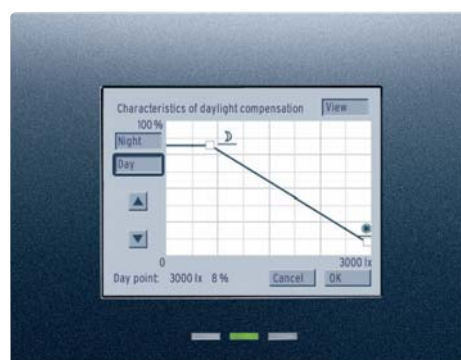 Characteristics of daylight compensation View
100 %
Night
Day
0 3000 lx
Day point: 3000 lx 8 % Cancel OK